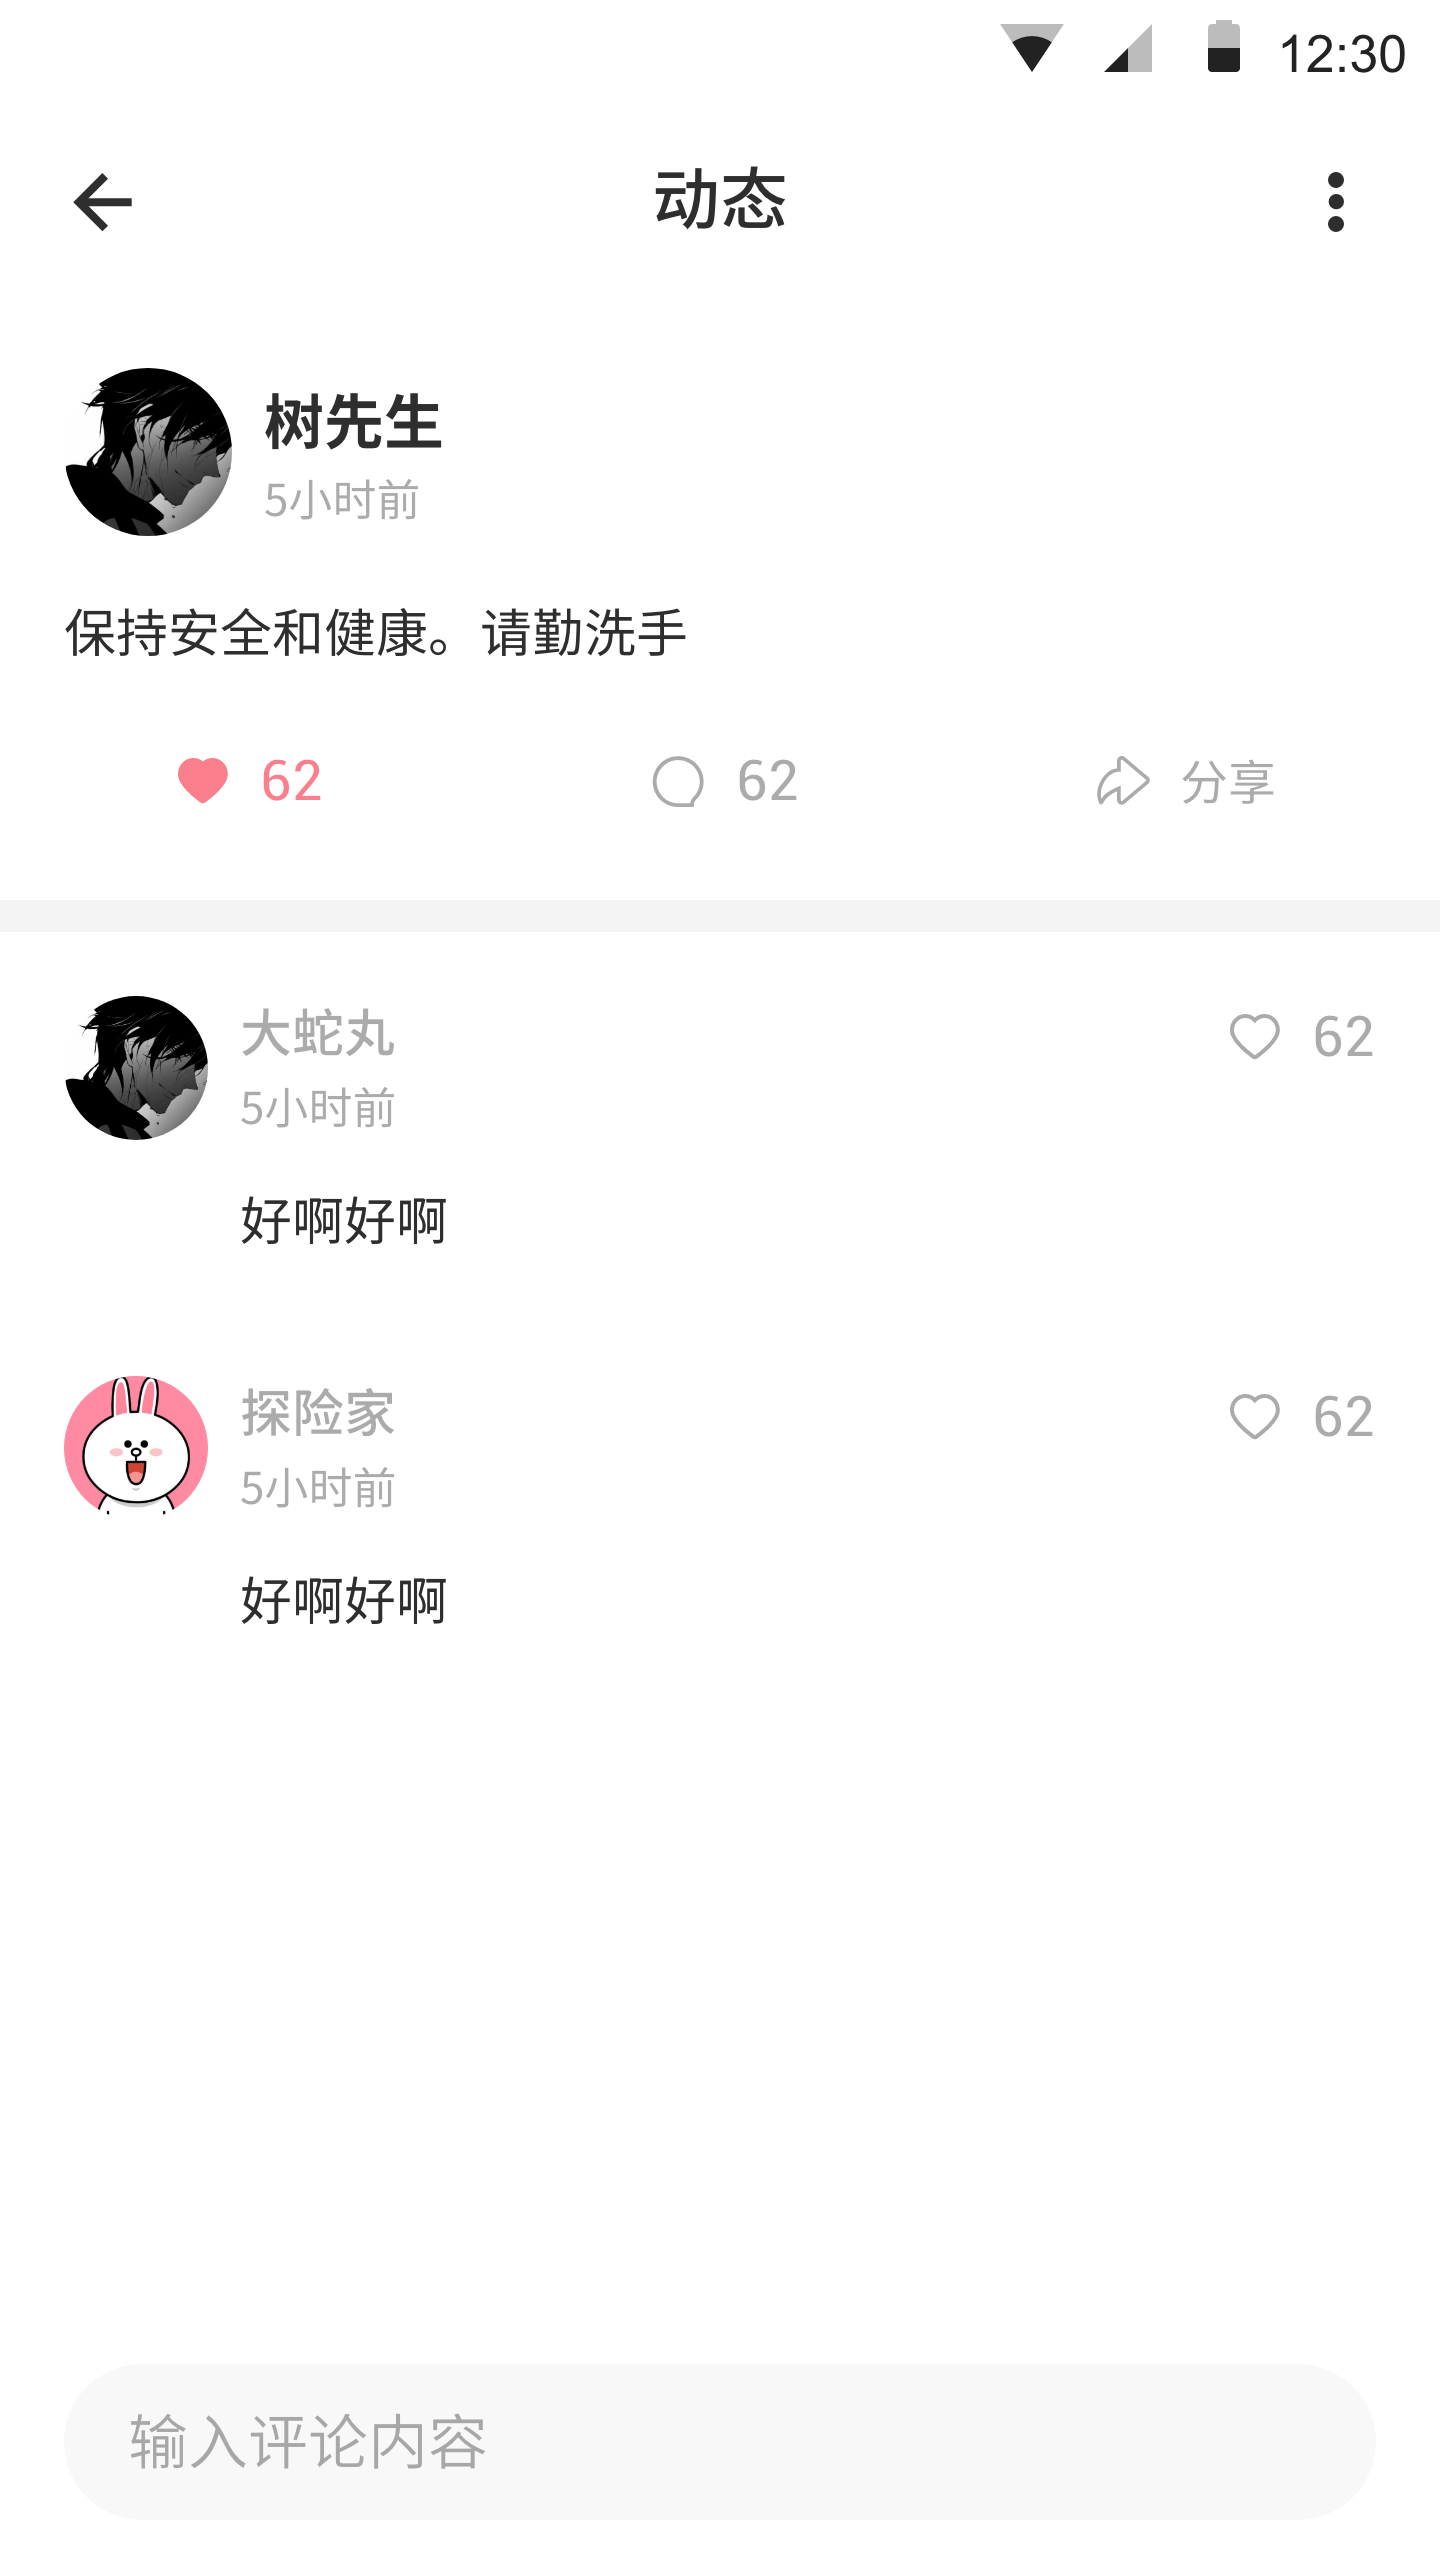 12:30
动态
树先生
5小时前
保持安全和健康。请勤洗手
62
62
分享
大蛇丸
62
5小时前
好啊好啊
探险家
62
5小时前
好啊好啊
输入评论内容